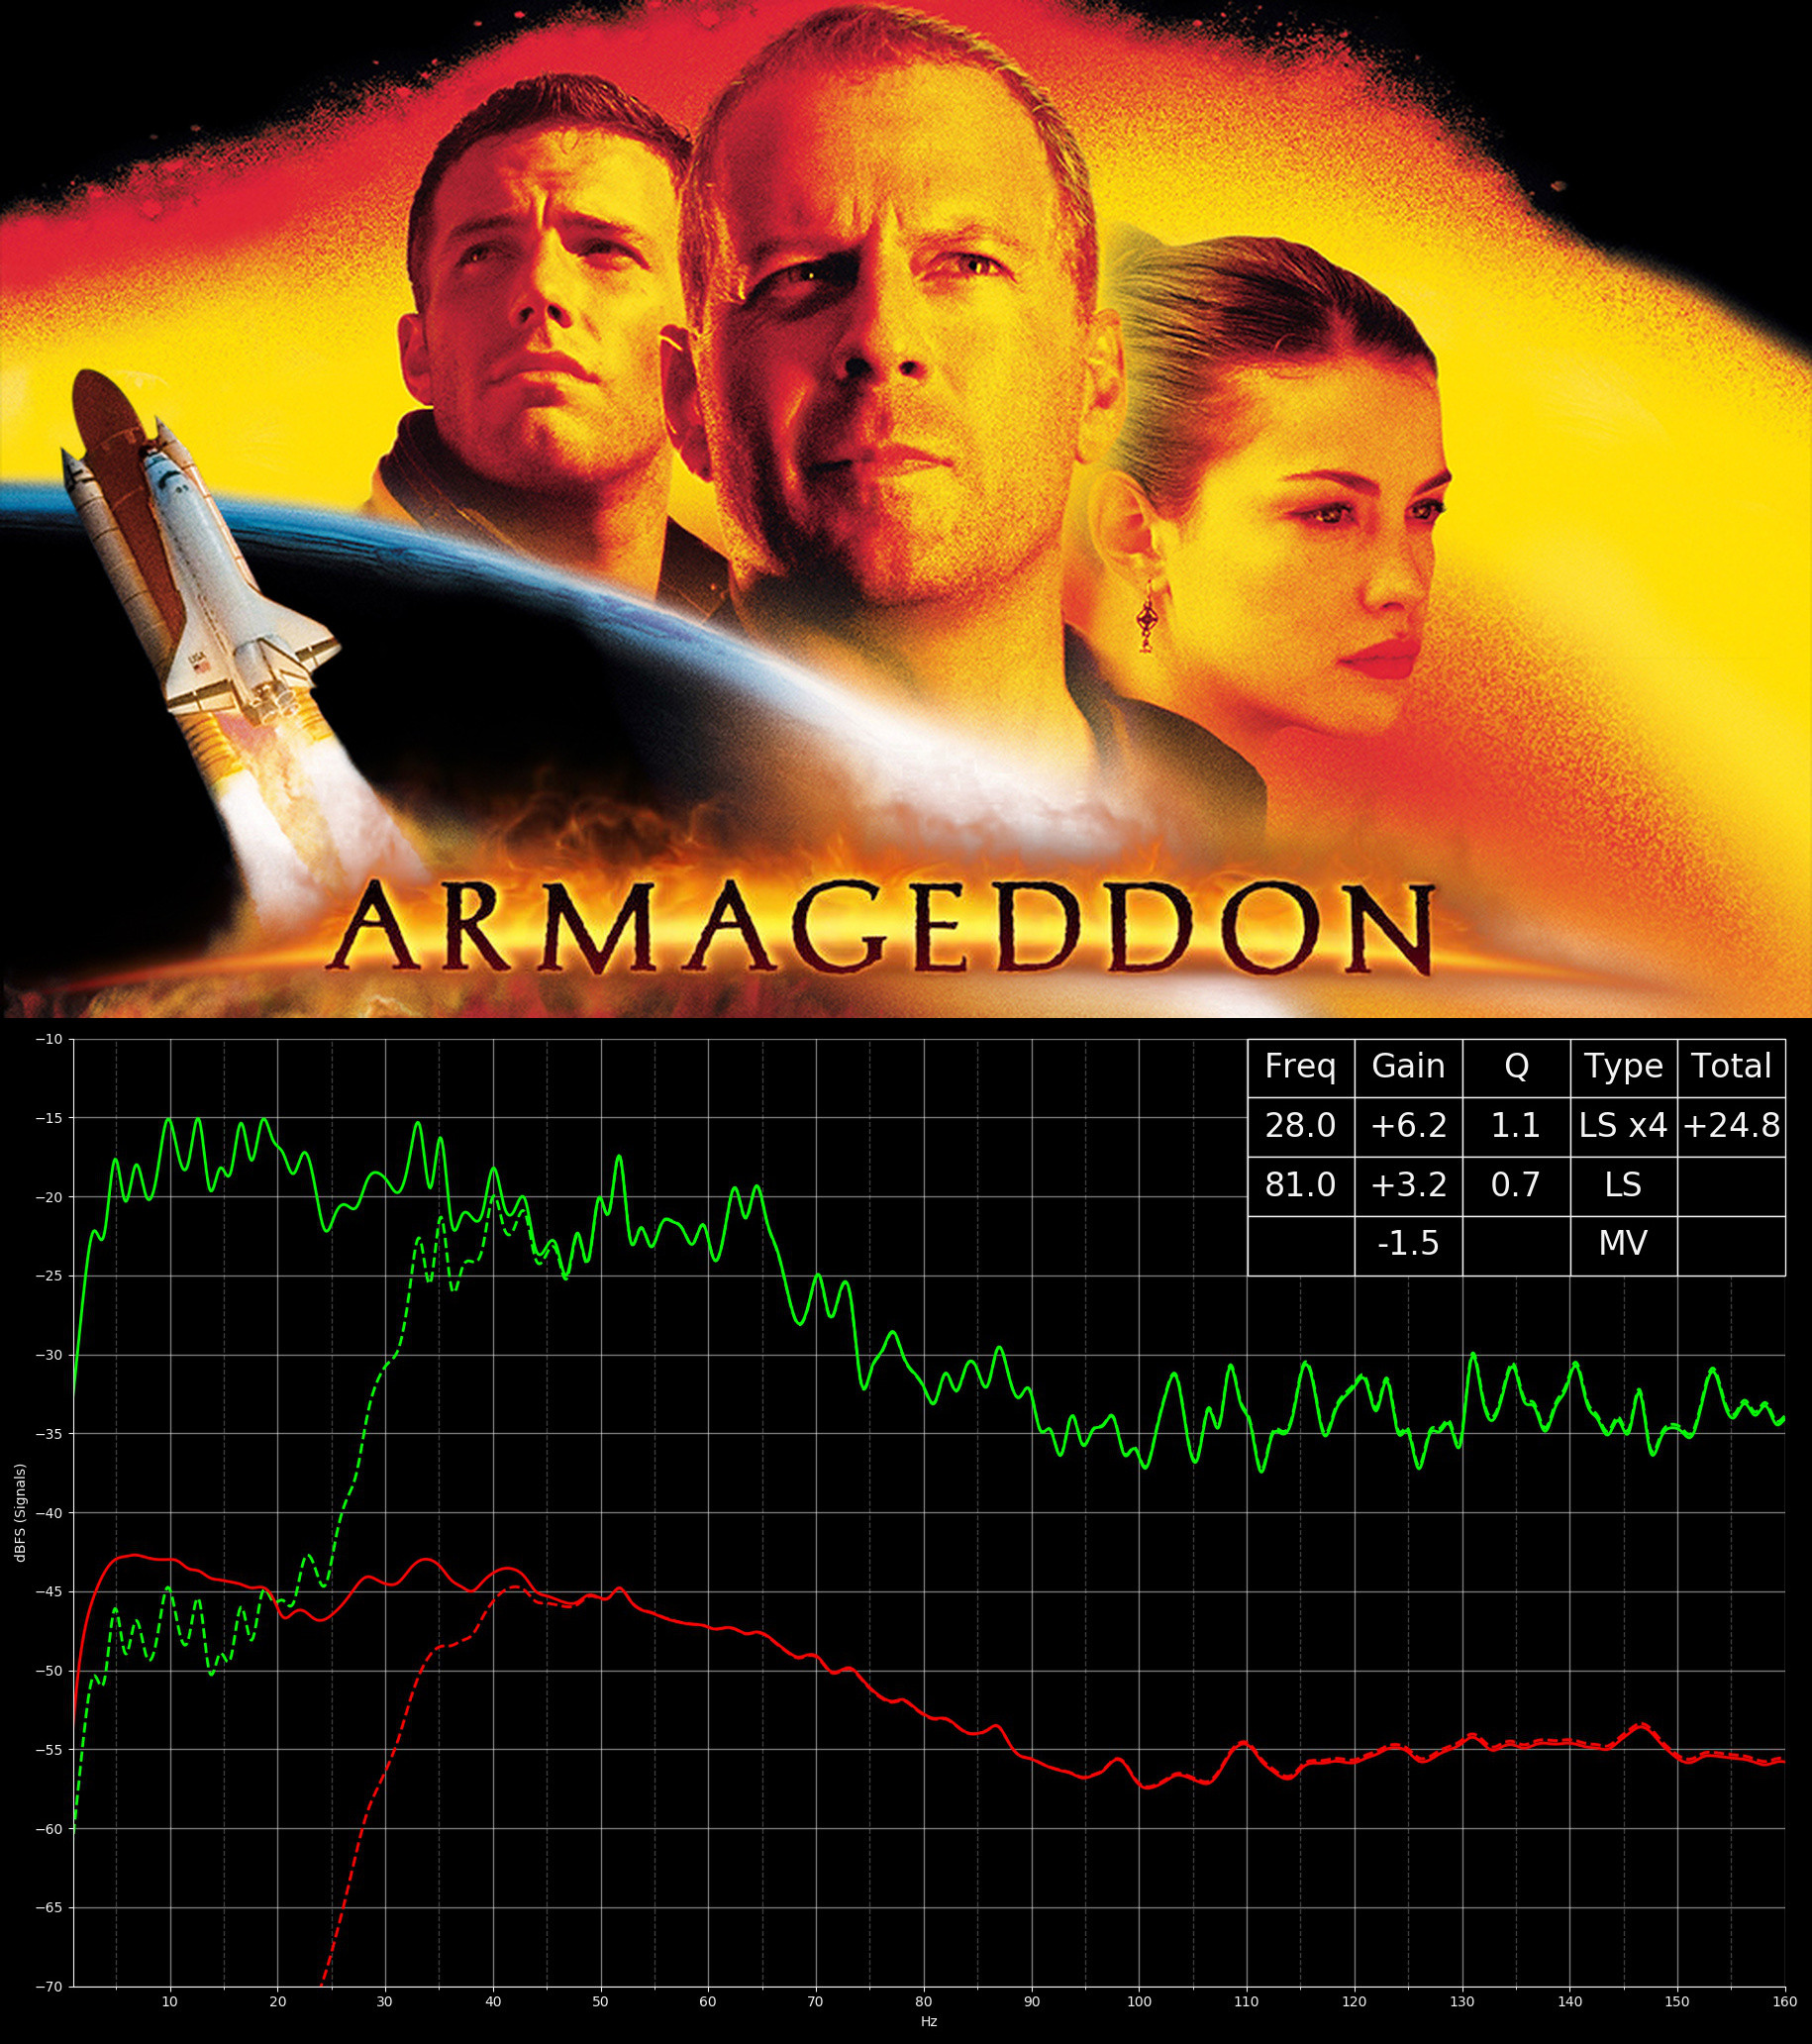 USA
ARMAGEDDON
Freq Gain Q Type Total
28.0 +6.2 1.1 LS x4 +24.8
81.0 +3.2 0.7 LS
-1.5 MV
−10
−15
−20
−25
−30
−35
−40
−45
−50
−55
−60
−65
−70
dBFS (Signals)
10 20 30 40 50 60 70 80 90 100 110 120 130 140 150 160
Hz